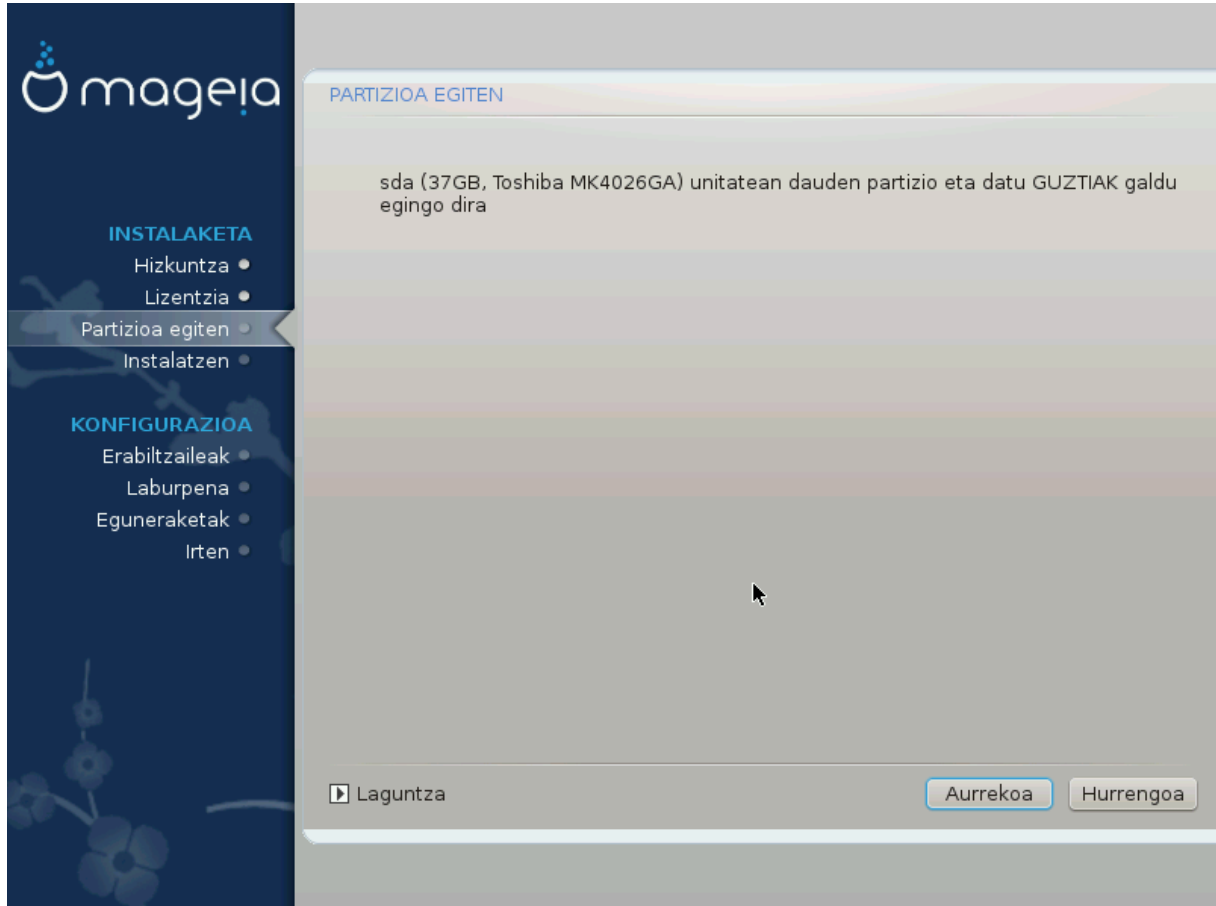 mageia
PARTIZIOA EGITEN
sda (37GB, Toshiba MK4026GA) unitatean dauden partizio eta datu GUZTIAK galdu
egingo dira
INSTALAKETA
Hizkuntza
Lizentzia
Partizioa egiten
Instalatzen
KONFIGURAZIOA
Erabiltzaileak
Laburpena
Eguneraketak
Irten
Laguntza
Aurrekoa
Hurrengoa